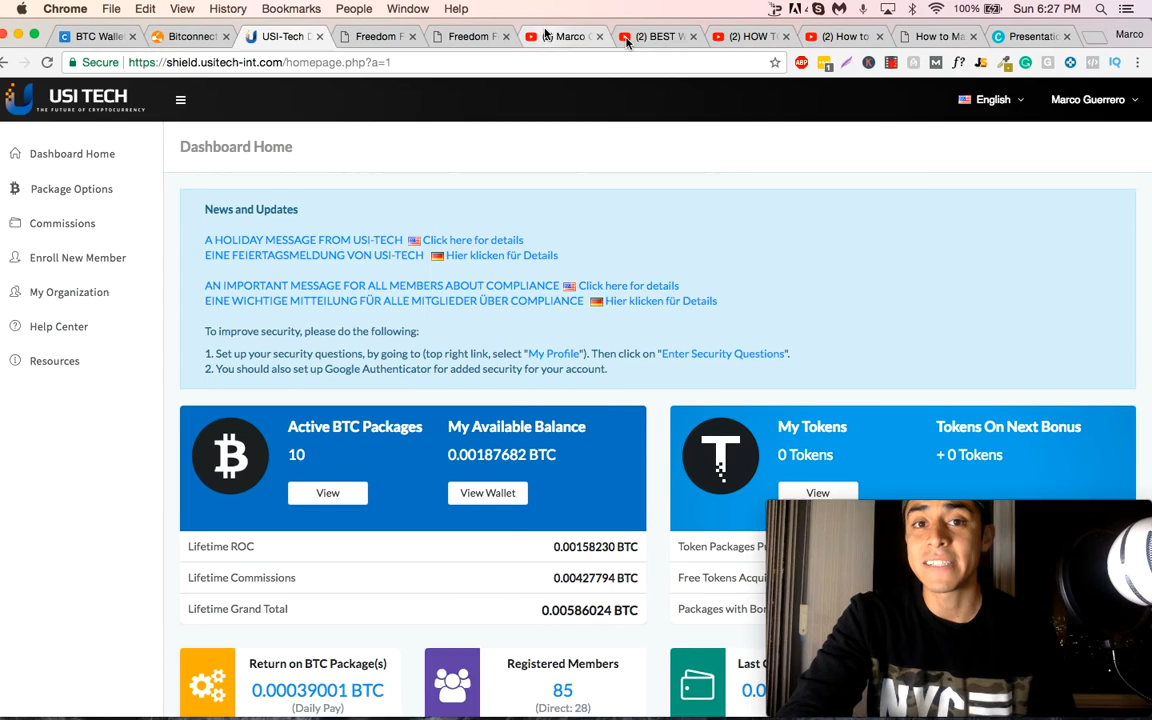 Chrome File Edit View History Bookmarks People Window Help 100% Sun 6:27 PM
BTC Walle Bitconnect USI-Tech D Freedom F Freedom F Marco (2) BEST W (2) HOW T (2) How to How to Ma Presentatio Marco
Secure https://shield.usitech-int.com/homepage.php?a=1
USI TECH
THE FUTURE OF CRYPTOCURRENCY
English Marco Guerrero
Dashboard Home
Package Options
Commissions
Enroll New Member
My Organization
Help Center
Resources
Dashboard Home
News and Updates
A HOLIDAY MESSAGE FROM USI-TECH Click here for details
EINE FEIERTAGSMELDUNG VON USI-TECH Hier klicken für Details
AN IMPORTANT MESSAGE FOR ALL MEMBERS ABOUT COMPLIANCE Click here for details
EINE WICHTIGE MITTEILUNG FÜR ALLE MITGLIEDER ÜBER COMPLIANCE Hier klicken für Details
To improve security, please do the following:
1. Set up your security questions, by going to (top right link, select "My Profile"). Then click on "Enter Security Questions".
2. You should also set up Google Authenticator for added security for your account.
Active BTC Packages My Available Balance
10 0.00187682 BTC
View View Wallet
Lifetime ROC 0.00158230 BTC
Lifetime Commissions 0.00427794 BTC
Lifetime Grand Total 0.00586024 BTC
My Tokens Tokens On Next Bonus
0 Tokens + 0 Tokens
View
Token Packages Pu
Free Tokens Acqui
Packages with Bon
Return on BTC Package(s)
0.00039001 BTC
(Daily Pay)
Registered Members
85
(Direct: 28)
Last C
0.0
NYC